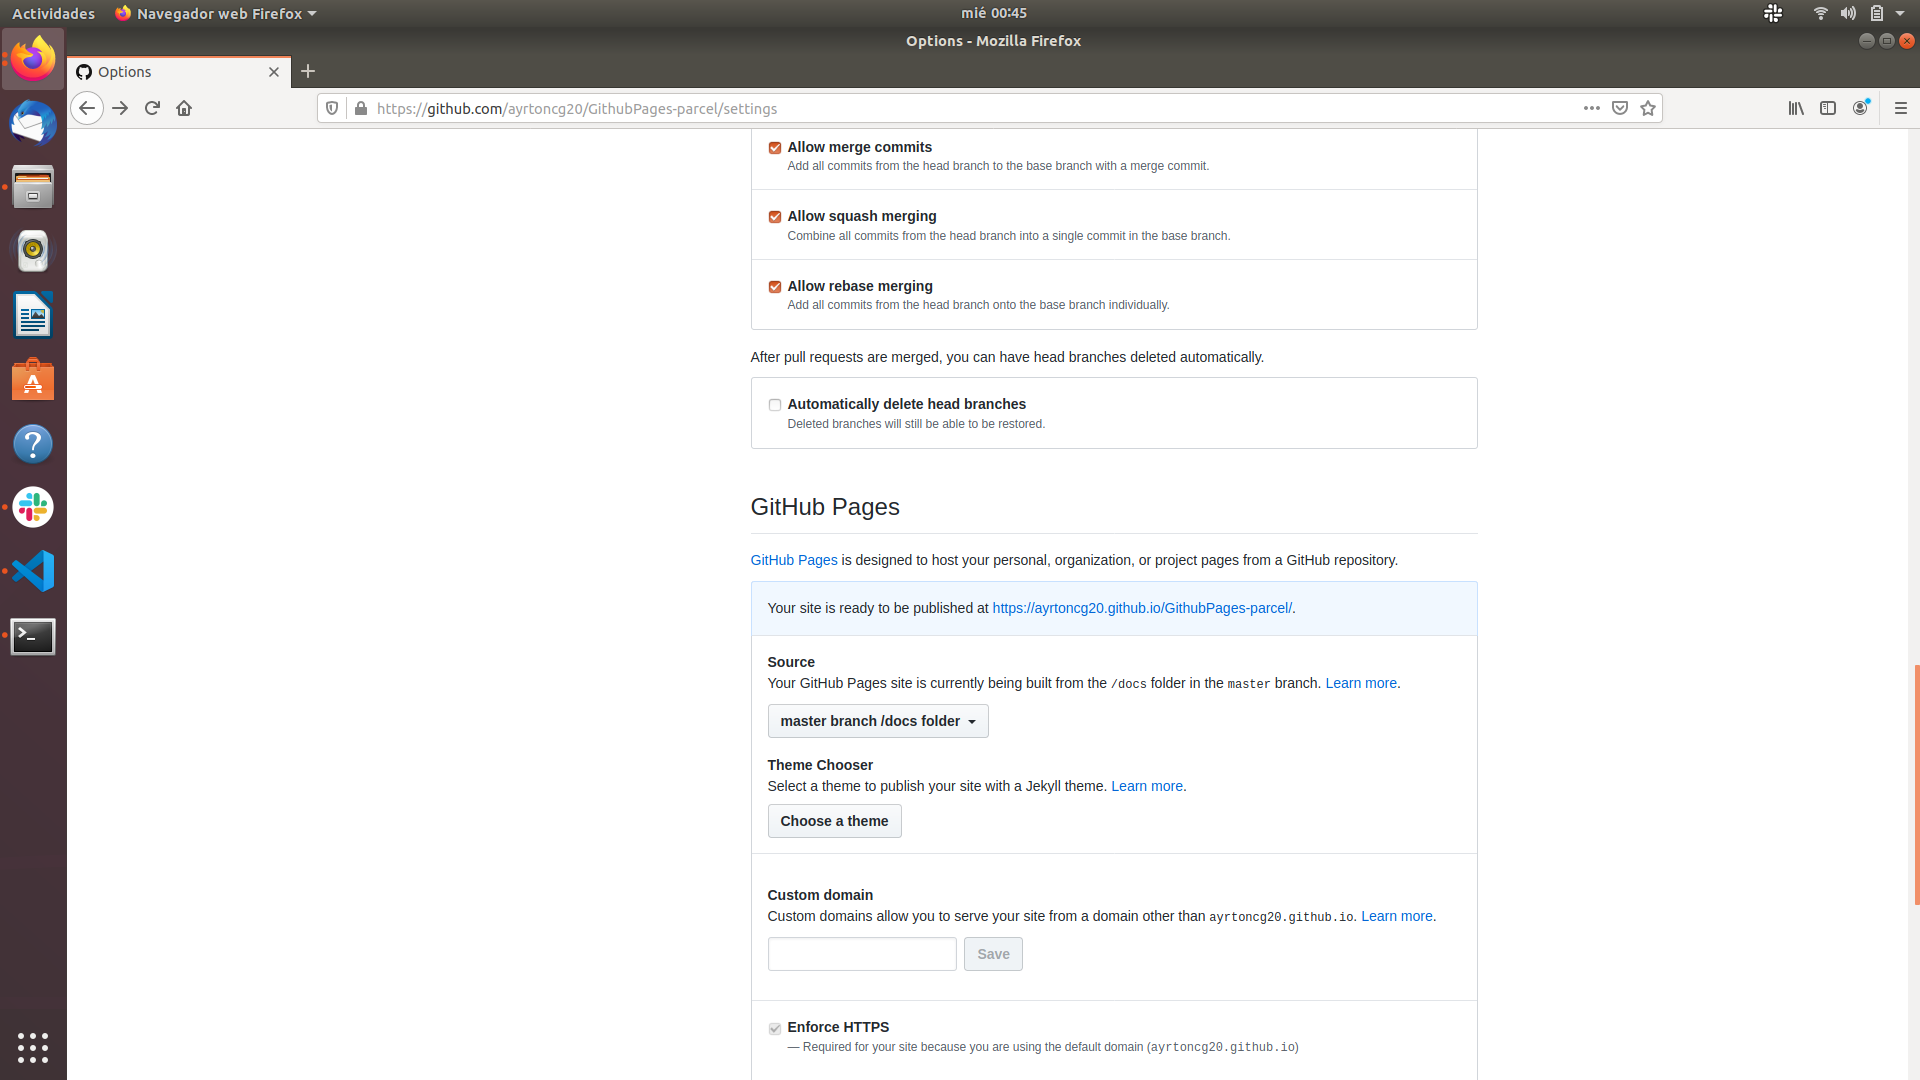 Actividades
Navegador web Firefox
mié 00:45
Options - Mozilla Firefox
Options
https://github.com/ayrtoncg20/GithubPages-parcel/settings
Allow merge commits
Add all commits from the head branch to the base branch with a merge commit.
Allow squash merging
Combine all commits from the head branch into a single commit in the base branch.
Allow rebase merging
Add all commits from the head branch onto the base branch individually.
After pull requests are merged, you can have head branches deleted automatically.
Automatically delete head branches
Deleted branches will still be able to be restored.
GitHub Pages
GitHub Pages is designed to host your personal, organization, or project pages from a GitHub repository.
Your site is ready to be published at https://ayrtoncg20.github.io/GithubPages-parcel/.
Source
Your GitHub Pages site is currently being built from the /docs folder in the master branch. Learn more.
master branch /docs folder
Theme Chooser
Select a theme to publish your site with a Jekyll theme. Learn more.
Choose a theme
Custom domain
Custom domains allow you to serve your site from a domain other than ayrtoncg20.github.io. Learn more.
Save
Enforce HTTPS
— Required for your site because you are using the default domain (ayrtoncg20.github.io)